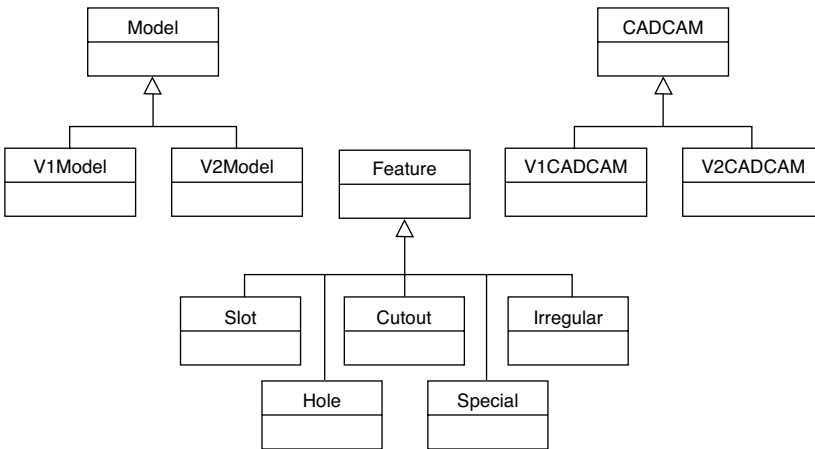 Model
CADCAM
V1Model
V2Model
Feature
V1CADCAM
V2CADCAM
Slot
Cutout
Irregular
Hole
Special